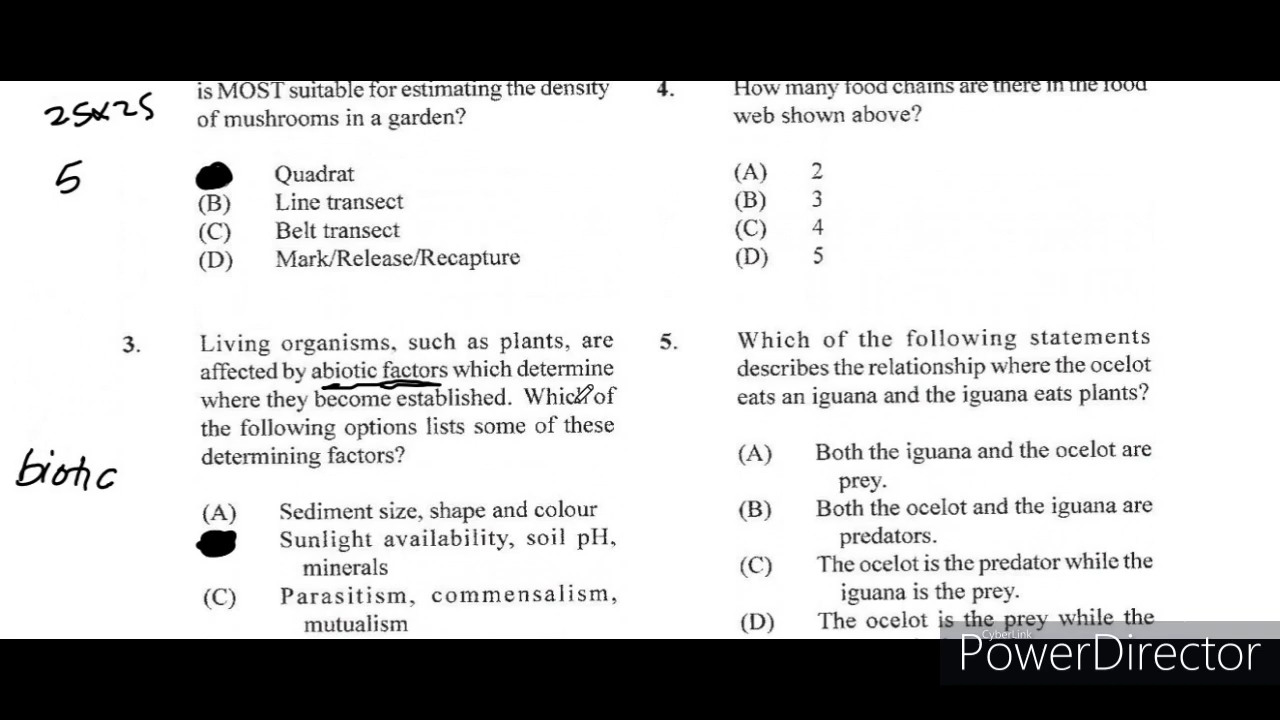 is MOST suitable for estimating the density
of mushrooms in a garden?
25x25
5
Quadrat
(B) Line transect
(C) Belt transect
(D) Mark/Release/Recapture
3. Living organisms, such as plants, are
affected by abiotic factors which determine
where they become established. Which of
the following options lists some of these
determining factors?
biotic
(A) Sediment size, shape and colour
Sunlight availability, soil pH,
minerals
(C) Parasitism, commensalism,
mutualism
4. How many food chains are there in the food
web shown above?
(A) 2
(B) 3
(C) 4
(D) 5
5. Which of the following statements
describes the relationship where the ocelot
eats an iguana and the iguana eats plants?
(A) Both the iguana and the ocelot are
prey.
(B) Both the ocelot and the iguana are
predators.
(C) The ocelot is the predator while the
iguana is the prey.
(D) The ocelot is the prey while the
CyberLink
PowerDirector